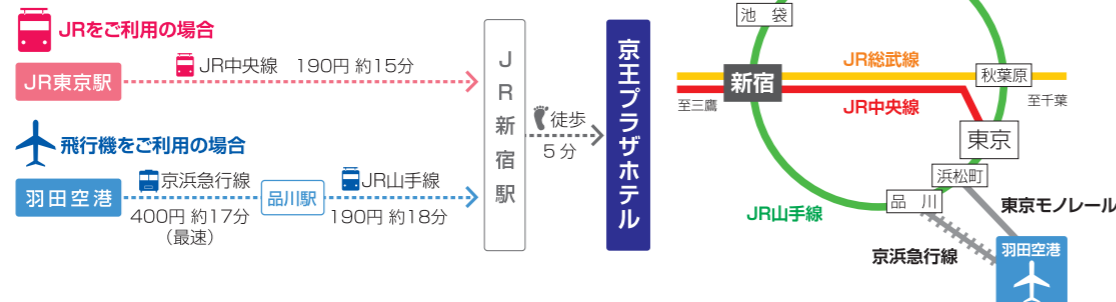 JRをご利用の場合
JR東京駅
JR中央線 190円 約15分
飛行機をご利用の場合
羽田空港
京浜急行線
400円 約17分
（最速）
品川駅
JR山手線
190円 約18分
JR新宿駅
徒歩
5分
京王プラザホテル
池 袋
新宿
JR総武線
秋葉原
至三鷹
至千葉
JR中央線
東京
浜松町
品 川
JR山手線
東京モノレール
京浜急行線
羽田空港